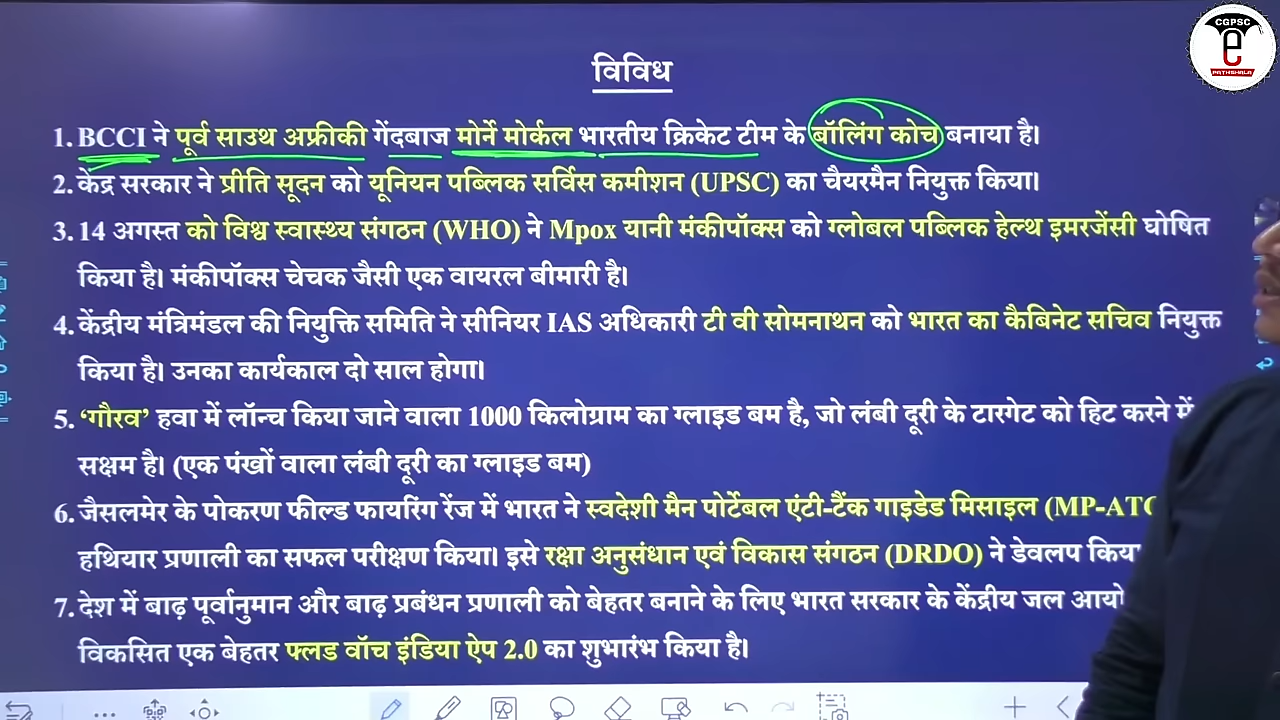 CGPSC
e
PATHSHALA
विविध
1. BCCI ने पूर्व साउथ अफ्रीकी गेंदबाज मोर्ने मोर्कल भारतीय क्रिकेट टीम के बॉलिंग कोच बनाया है।
2. केंद्र सरकार ने प्रीति सूदन को यूनियन पब्लिक सर्विस कमीशन (UPSC) का चैयरमैन नियुक्त किया।
3. 14 अगस्त को विश्व स्वास्थ्य संगठन (WHO) ने Mpox यानी मंकीपॉक्स को ग्लोबल पब्लिक हेल्थ इमरजेंसी घोषित
किया है। मंकीपॉक्स चेचक जैसी एक वायरल बीमारी है।
4. केंद्रीय मंत्रिमंडल की नियुक्ति समिति ने सीनियर IAS अधिकारी टी वी सोमनाथन को भारत का कैबिनेट सचिव नियुक्त
किया है। उनका कार्यकाल दो साल होगा।
5. ‘गौरव’ हवा में लॉन्च किया जाने वाला 1000 किलोग्राम का ग्लाइड बम है, जो लंबी दूरी के टारगेट को हिट करने में
सक्षम है। (एक पंखों वाला लंबी दूरी का ग्लाइड बम)
6. जैसलमेर के पोकरण फील्ड फायरिंग रेंज में भारत ने स्वदेशी मैन पोर्टेबल एंटी-टैंक गाइडेड मिसाइल
हथियार प्रणाली का सफल परीक्षण किया। इसे रक्षा अनुसंधान एवं विकास संगठन (DRDO) ने डेवलप
7. देश में बाढ़ पूर्वानुमान और बाढ़ प्रबंधन प्रणाली को बेहतर बनाने के लिए भारत सरकार के केंद्रीय जल
विकसित एक बेहतर फ्लड वॉच इंडिया ऐप 2.0 का शुभारंभ किया है।